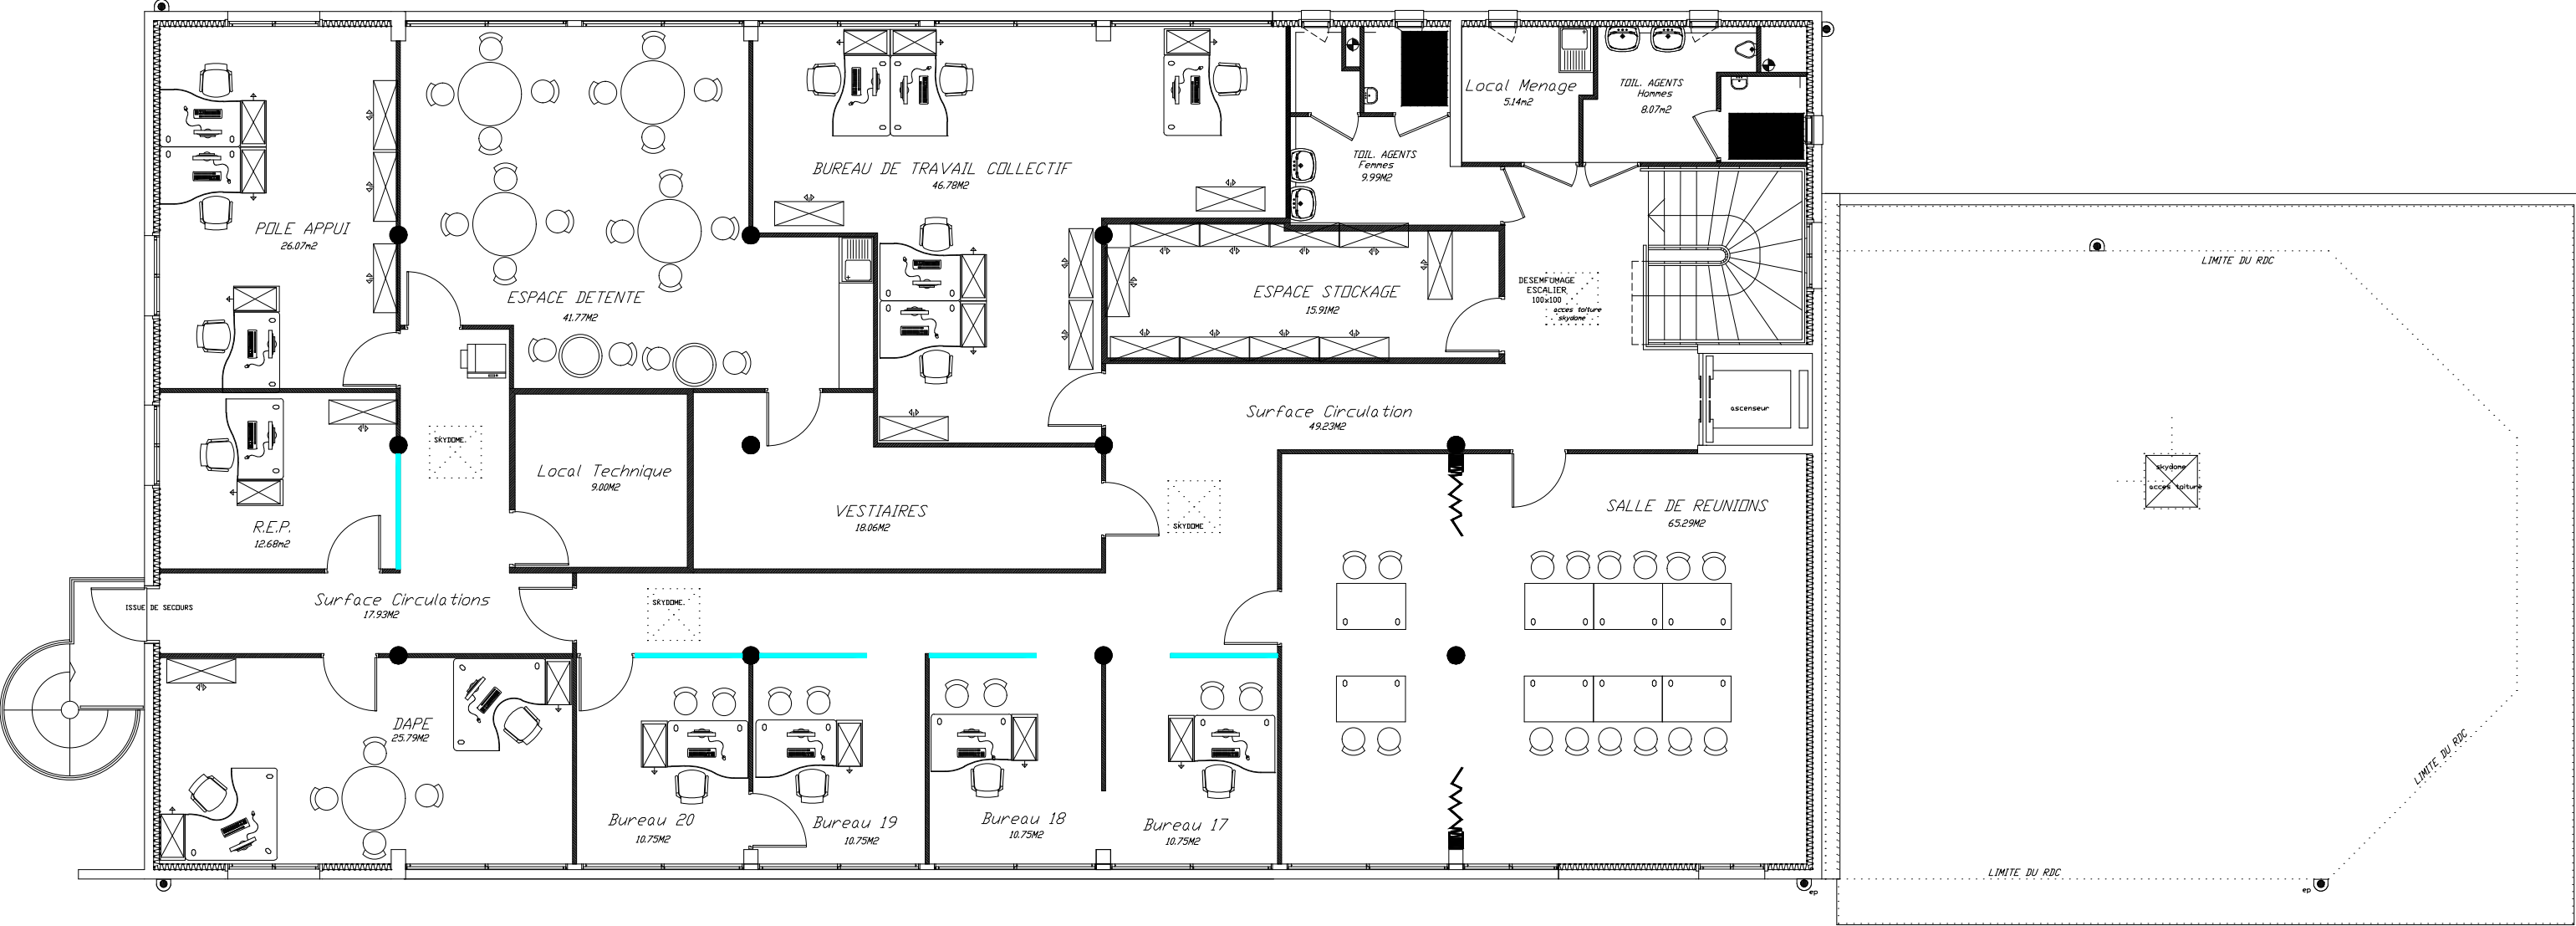 Local Menage
5.14m2
TOIL. AGENTS
Hommes
8.07m2
TOIL. AGENTS
Femmes
9.99M2
BUREAU DE TRAVAIL COLLECTIF
46.78M2
POLE APPUI
26.07m2
LIMITE DU RDC
ESPACE DETENTE
41.77M2
ESPACE STOCKAGE
15.91M2
DESEMFUMAGE
ESCALIER
100x100
acces toiture
skydome
ascenseur
Surface Circulation
49.23M2
SKYDOME.
Local Technique
9.00M2
VESTIAIRES
18.06M2
SKYDOME
SALLE DE REUNIONS
65.29M2
skydome
acces toiture
R.E.P.
12.68m2
ISSUE DE SECOURS
Surface Circulations
17.93M2
SKYDOME.
DAPE
25.79M2
LIMITE DU RDC
Bureau 20
10.75M2
Bureau 19
10.75M2
Bureau 18
10.75M2
Bureau 17
10.75M2
LIMITE DU RDC
ep
ep